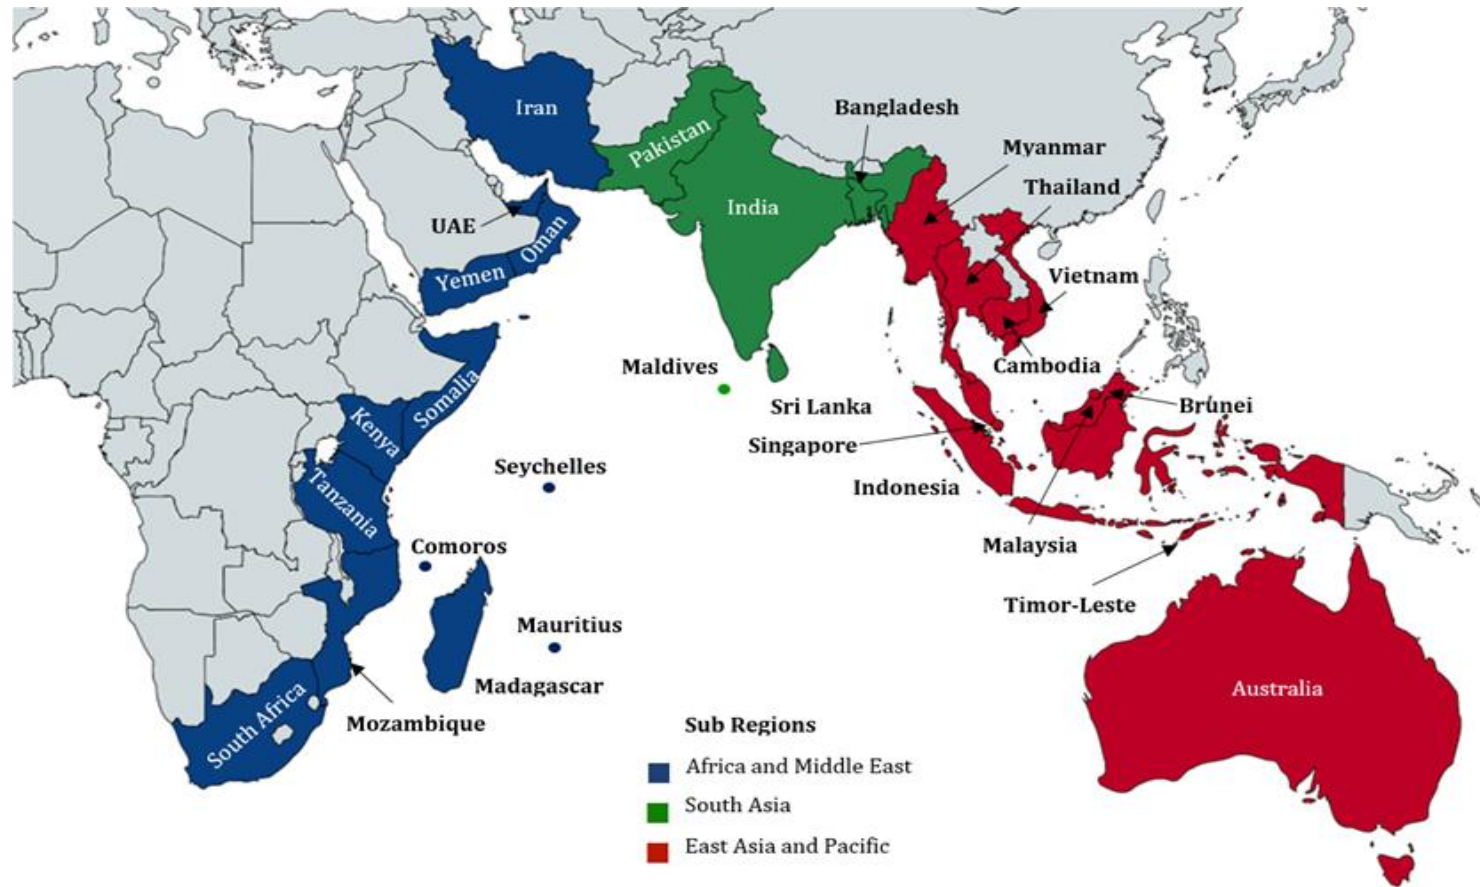 Iran
Pakistan
Bangladesh
Myanmar
Thailand
India
UAE
Oman
Yemen
Vietnam
Maldives
Cambodia
Somalia
Kenya
Sri Lanka
Brunei
Singapore
Seychelles
Indonesia
Tanzania
Malaysia
Comoros
Timor-Leste
Mauritius
Madagascar
Australia
Mozambique
South Africa
Sub Regions
Africa and Middle East
South Asia
East Asia and Pacific